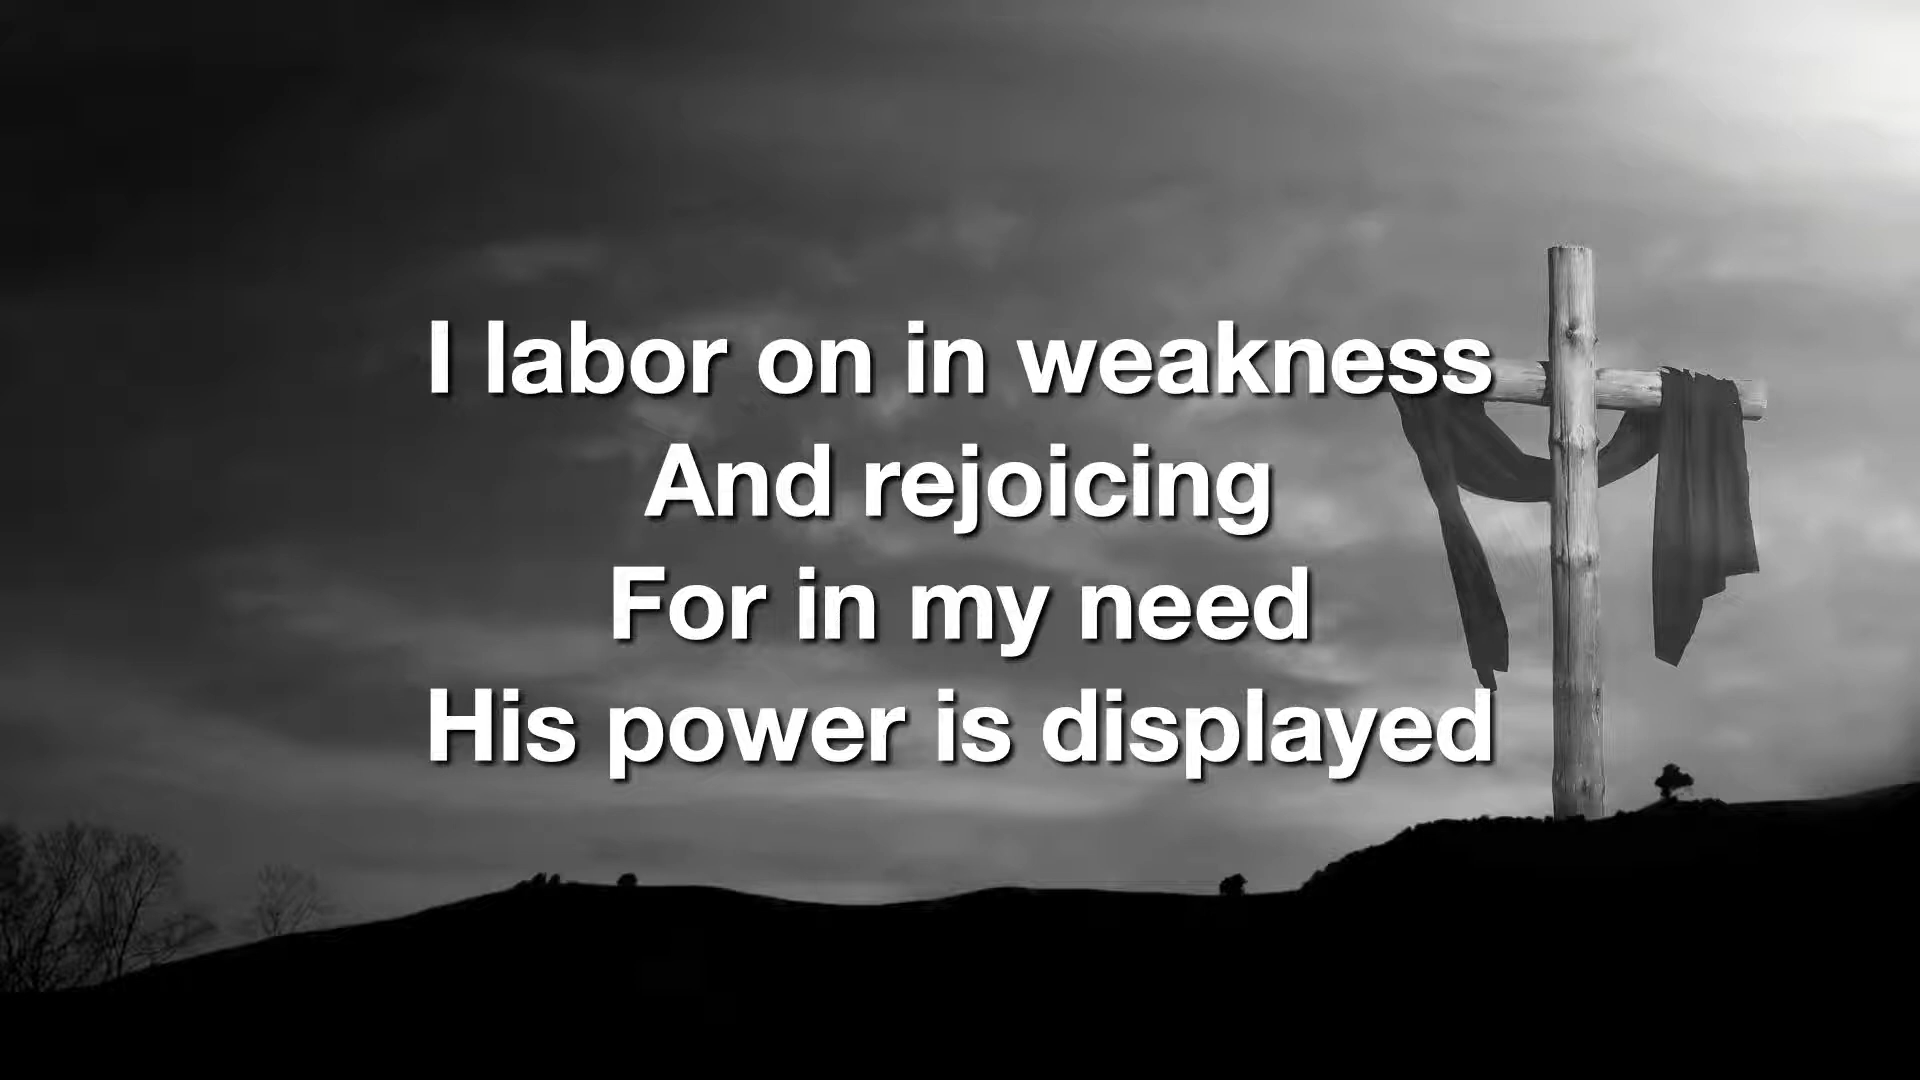 I labor on in weakness
And rejoicing
For in my need
His power is displayed